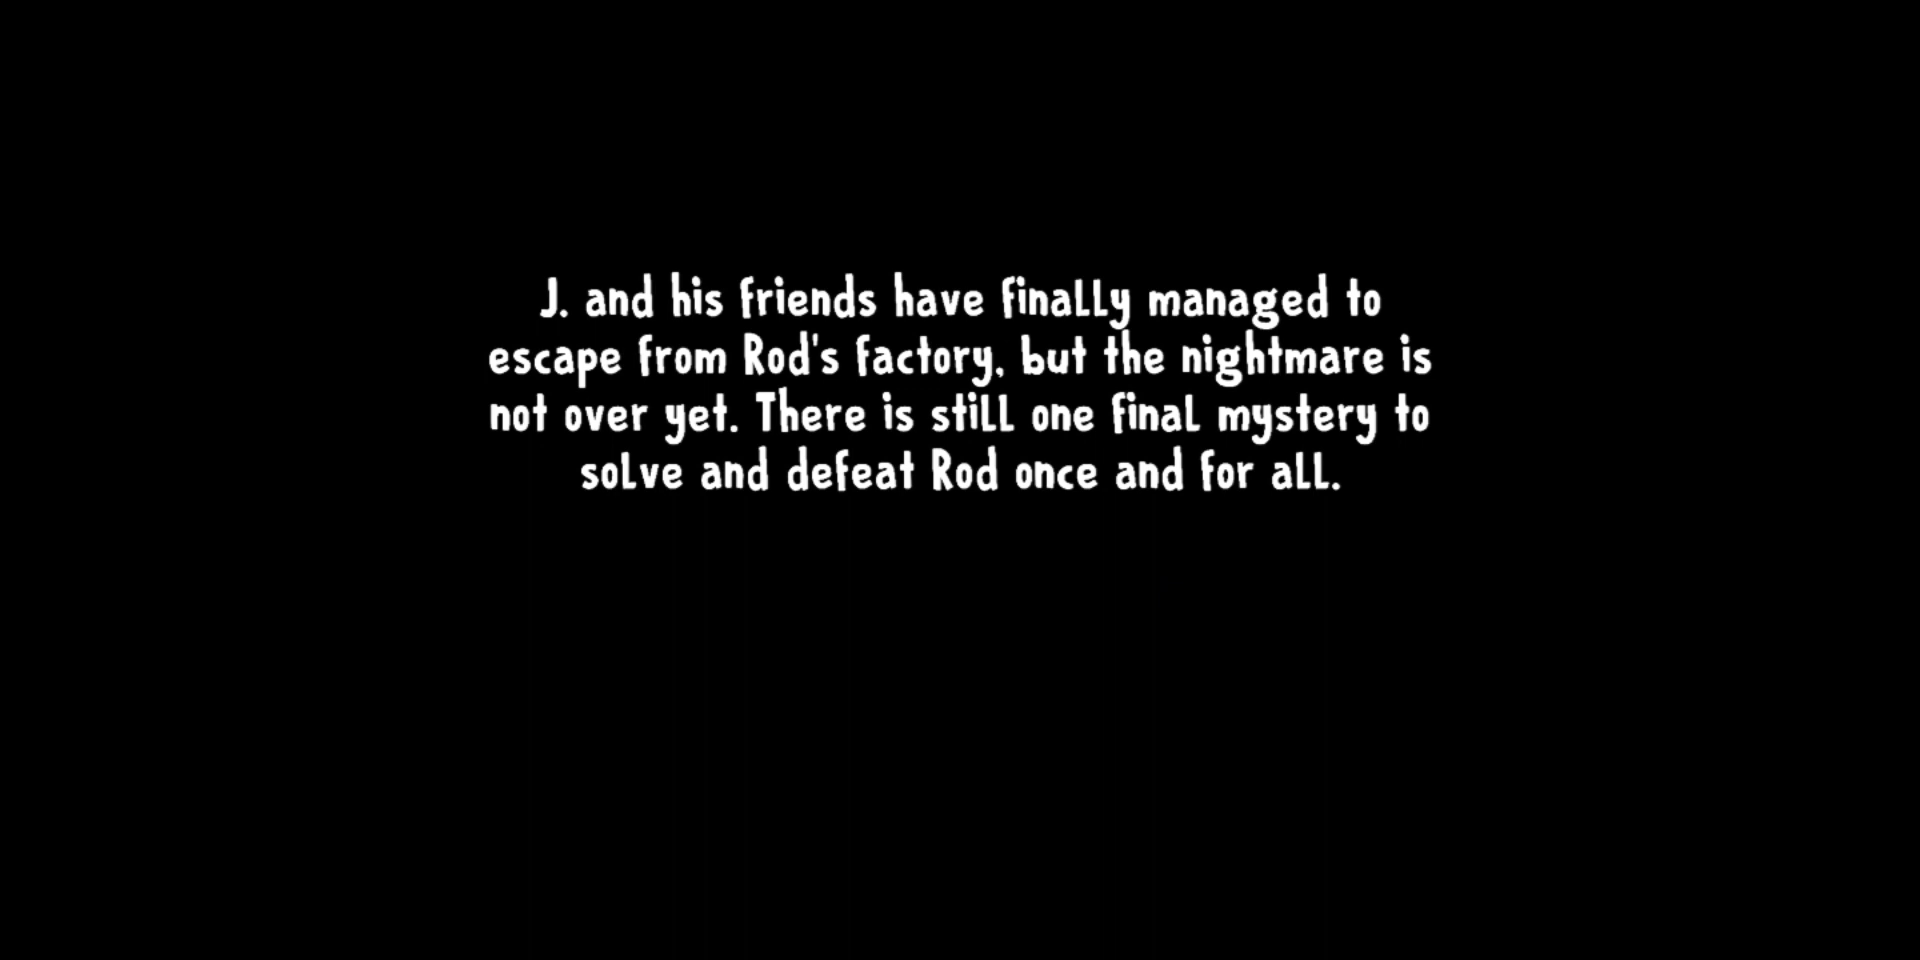 J. and his friends have finally managed to
escape from Rod's factory, but the nightmare is
not over yet. There is still one final mystery to
solve and defeat Rod once and for all.